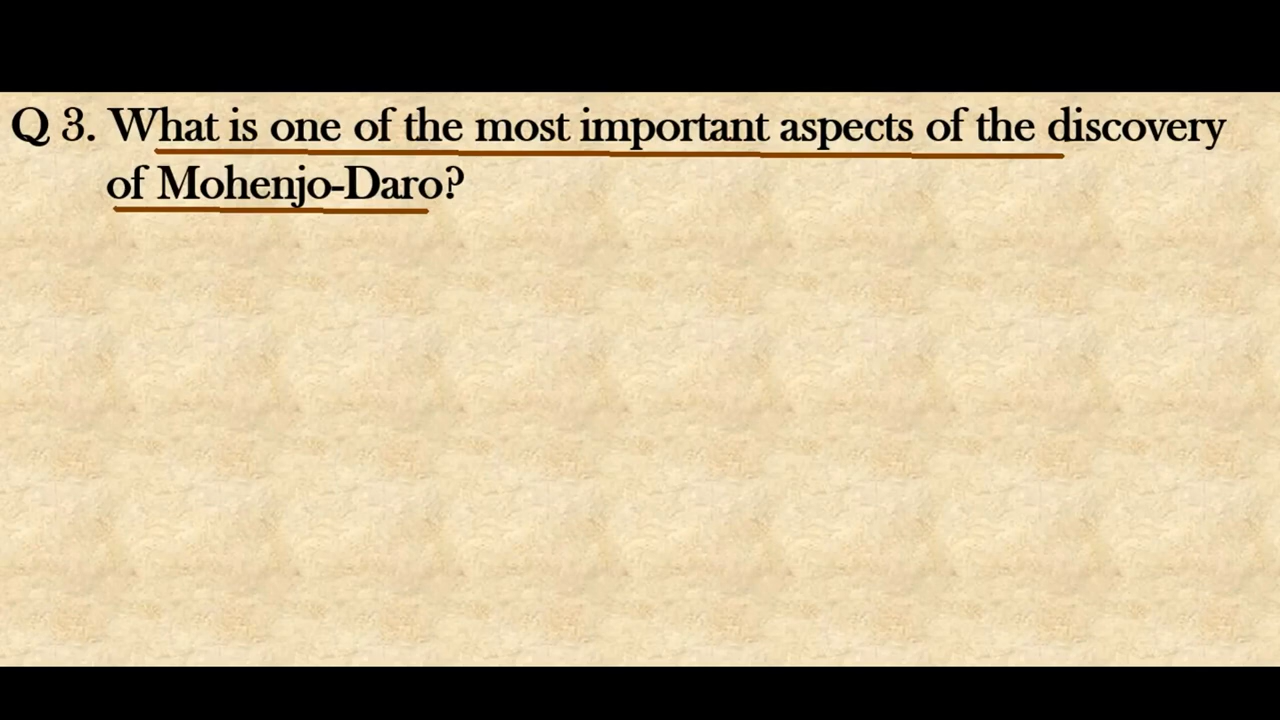 Q 3. What is one of the most important aspects of the discovery
of Mohenjo-Daro?